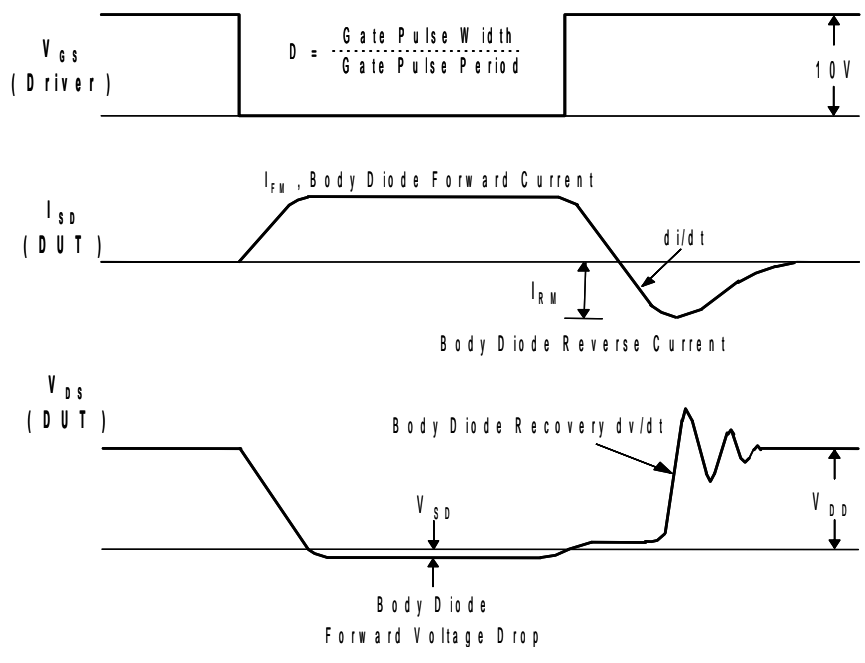 V GS
(Driver)
D = Gate Pulse Width
Gate Pulse Period
10V
I FM , Body Diode Forward Current
I SD
(DUT)
di/dt
I RM
Body Diode Reverse Current
V DS
(DUT)
Body Diode Recovery dv/dt
V SD
V DD
Body Diode
Forward Voltage Drop